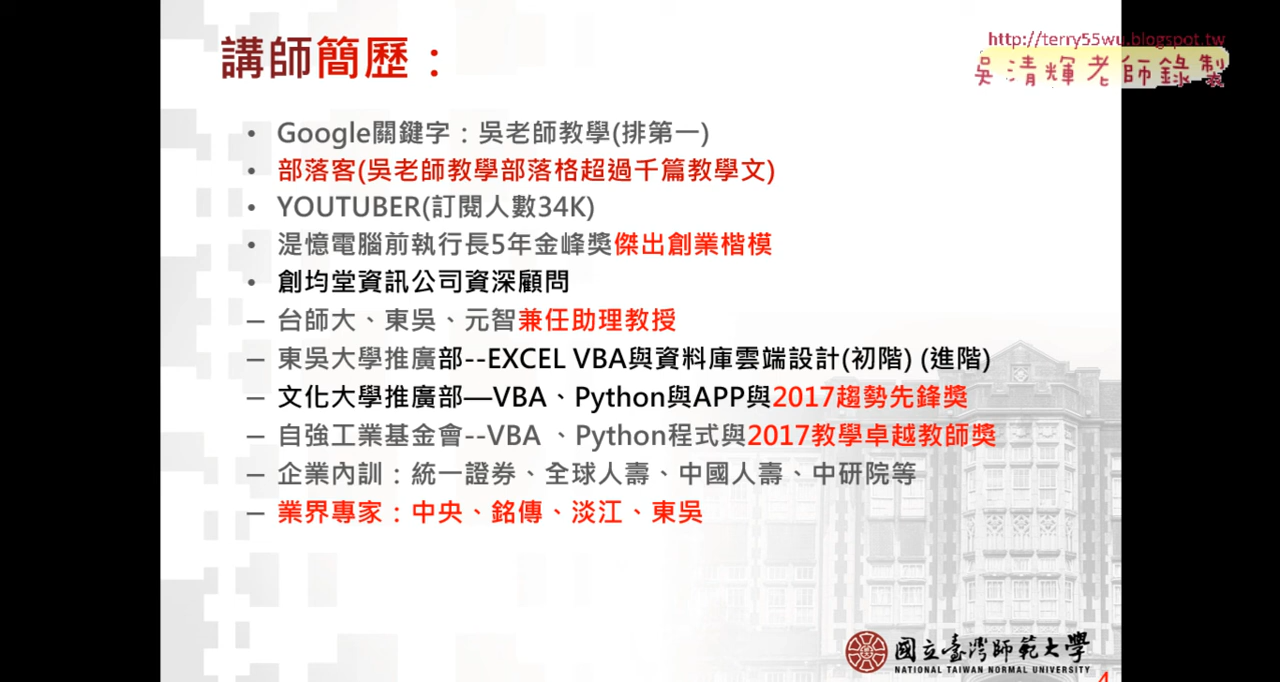 講師簡歷：
http://terry55wu.blogspot.tw
吳清輝老師錄製
• Google關鍵字：吳老師教學(排第一)
• 部落客(吳老師教學部落格超過千篇教學文)
• YOUTUBER(訂閱人數34K)
• 湜憶電腦前執行長5年金峰獎傑出創業楷模
• 創均堂資訊公司資深顧問
– 台師大、東吳、元智兼任助理教授
– 東吳大學推廣部--EXCEL VBA與資料庫雲端設計(初階) (進階)
– 文化大學推廣部—VBA、Python與APP與2017趨勢先鋒獎
– 自強工業基金會--VBA 、Python程式與2017教學卓越教師獎
– 企業內訓：統一證券、全球人壽、中國人壽、中研院等
– 業界專家：中央、銘傳、淡江、東吳
國立臺灣師範大學
NATIONAL TAIWAN NORMAL UNIVERSITY
4